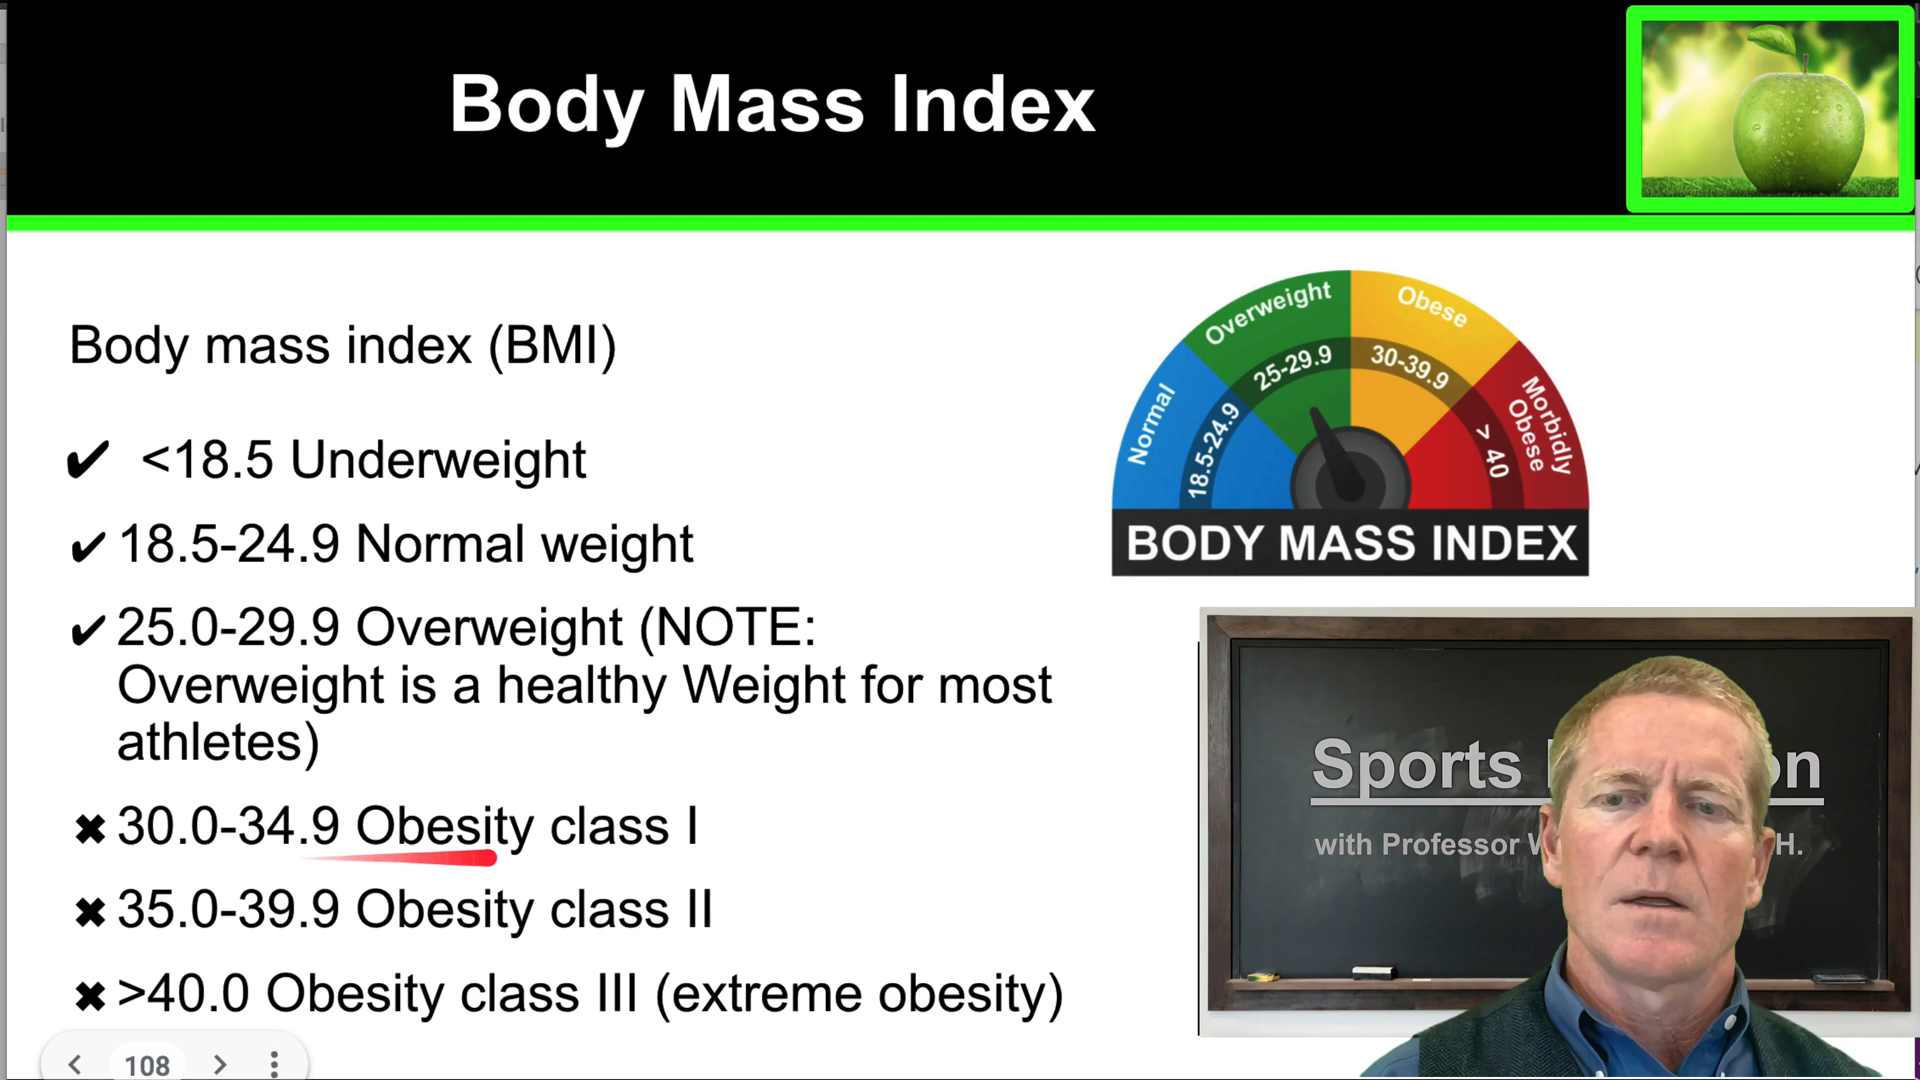 Body Mass Index
Body mass index (BMI)
✔ <18.5 Underweight
✔ 18.5-24.9 Normal weight
✔ 25.0-29.9 Overweight (NOTE:
Overweight is a healthy Weight for most
athletes)
✖ 30.0-34.9 Obesity class I
✖ 35.0-39.9 Obesity class II
✖ >40.0 Obesity class III (extreme obesity)
Normal
18.5-24.9
Overweight
25-29.9
Obese
30-39.9
Morbidly
Obese
> 40
BODY MASS INDEX
Sports
with Professor
H.
108